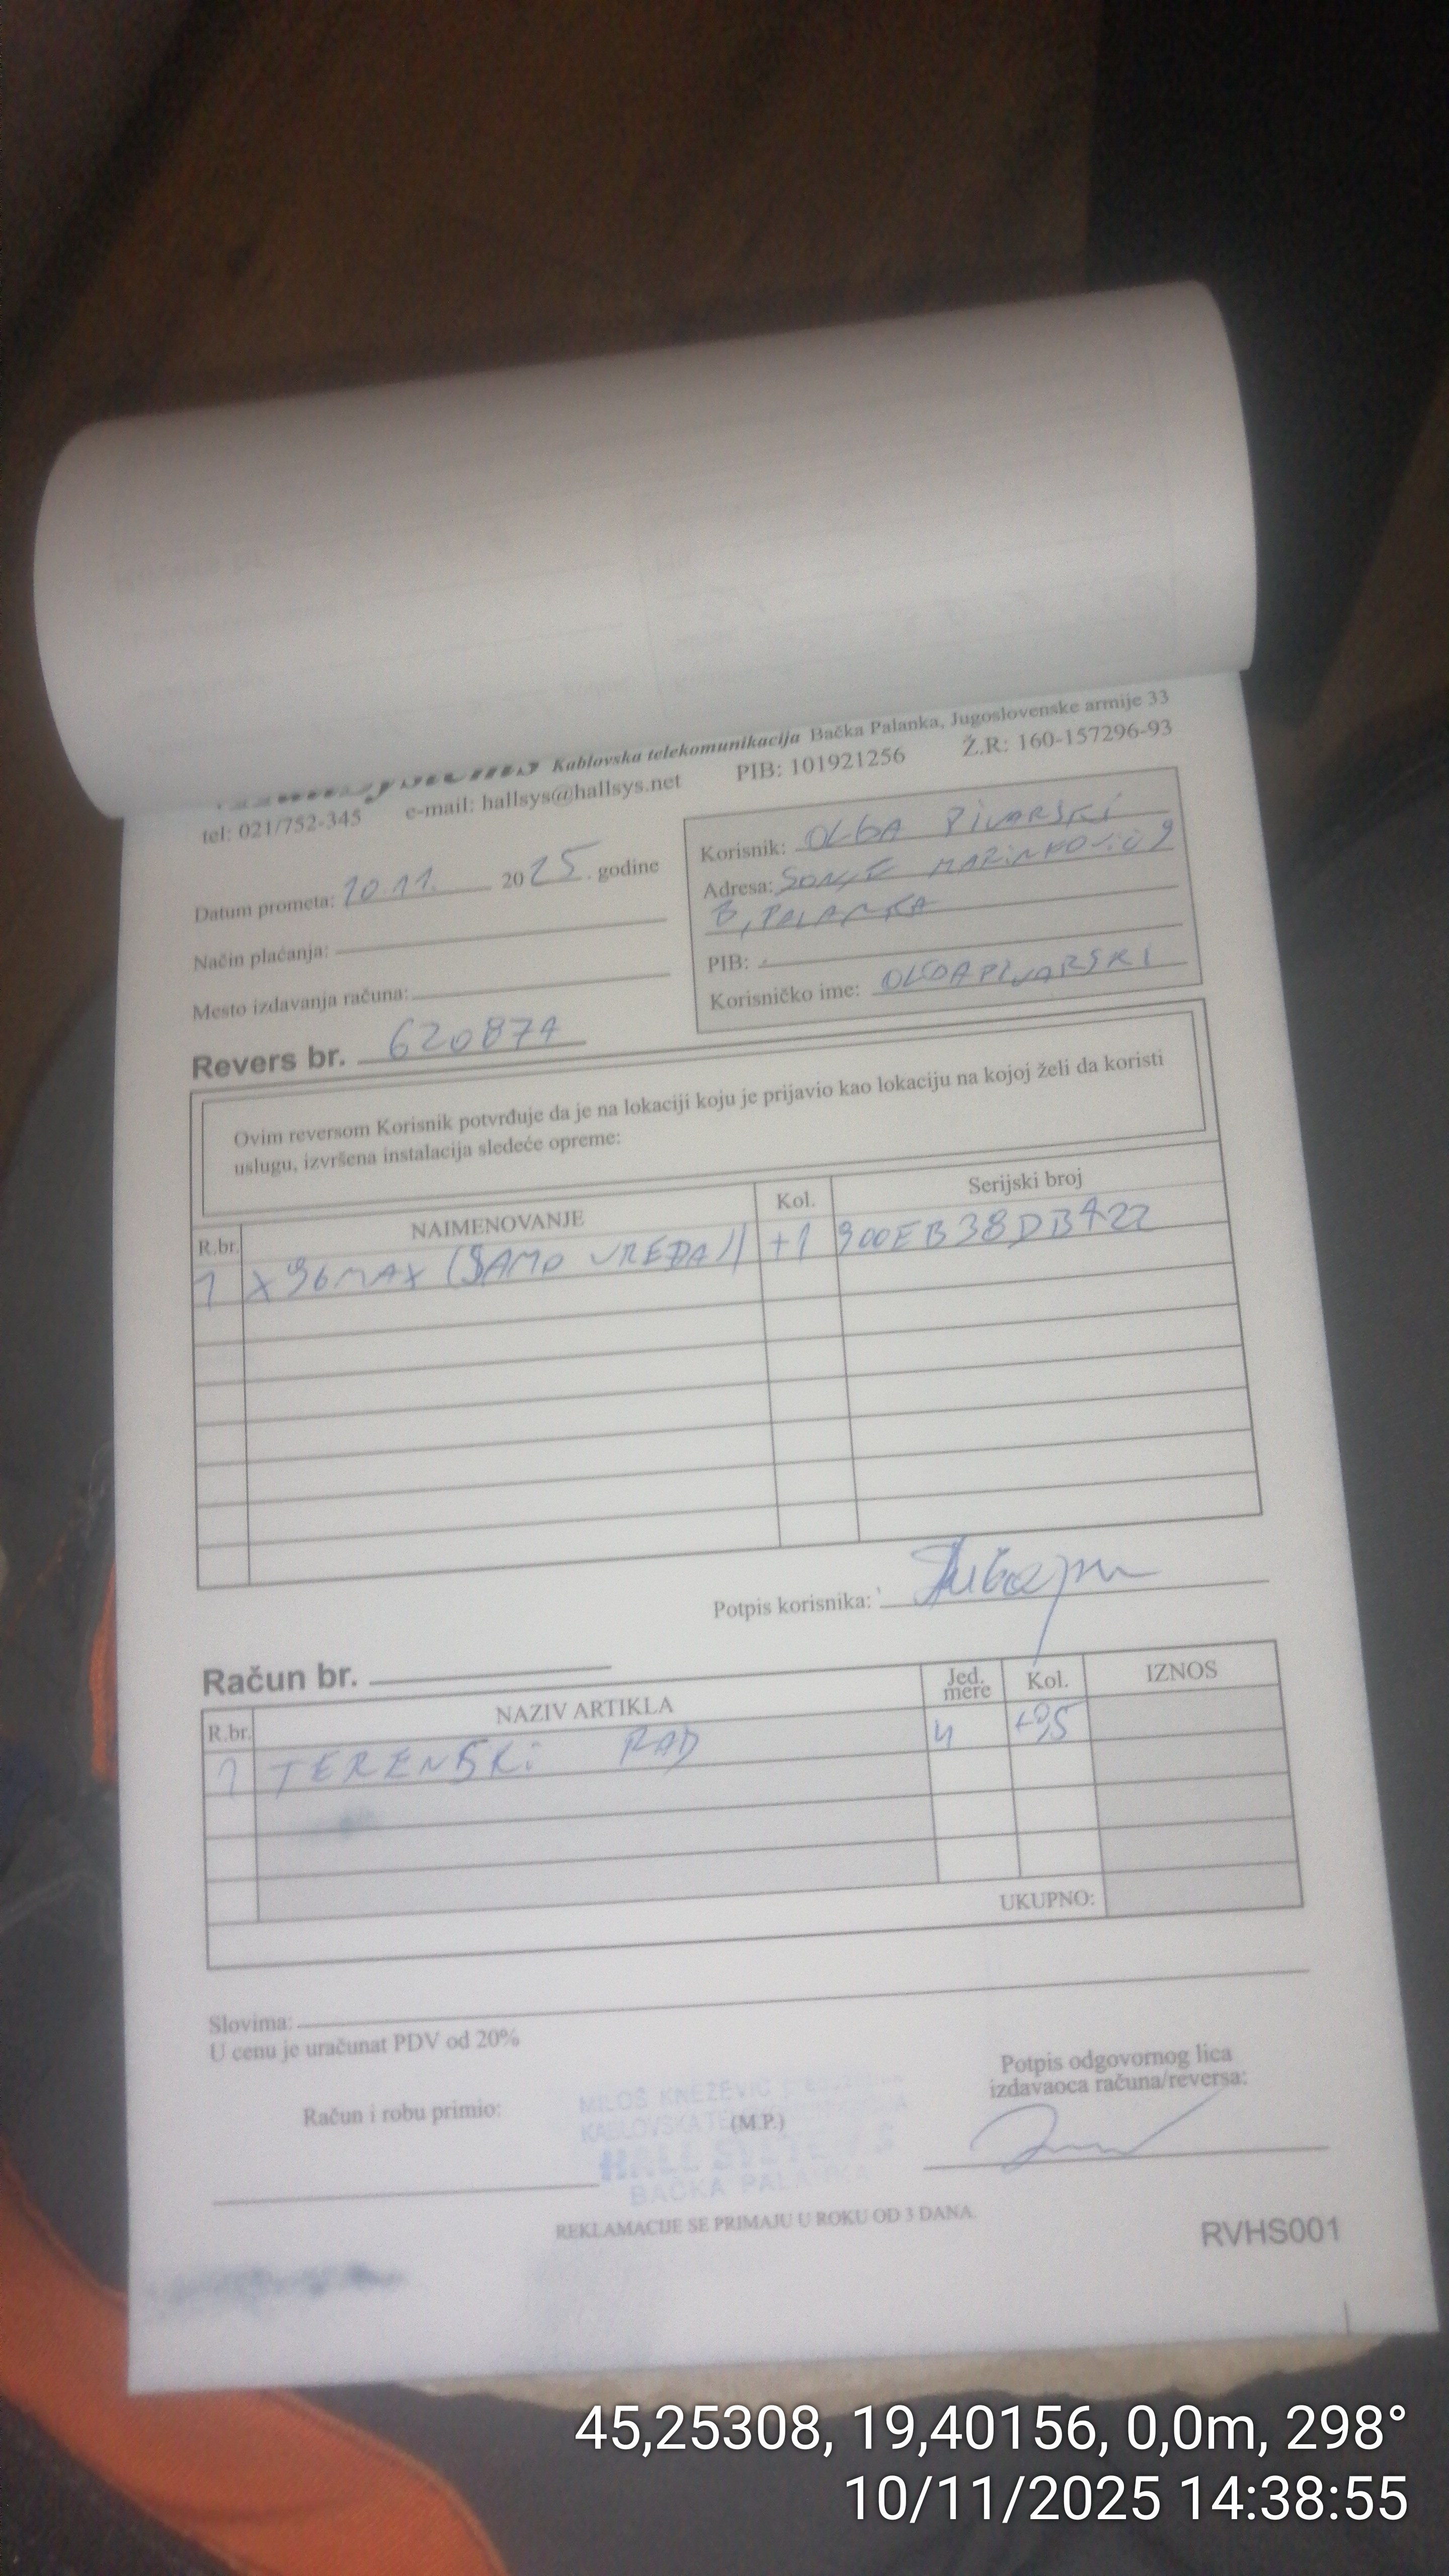 Kablovska telekomunikacija Bačka Palanka, Jugoslovenske armije 33
tel: 021/752-345 e-mail: hallsys@hallsys.net PIB: 101921256 Ž.R: 160-157296-93
Datum prometa: 10.11. 2025. godine
Način plaćanja:
Mesto izdavanja računa:
Korisnik: OLGA PIVARSKI
Adresa: SONJE MARINKOVIĆ 9
B, PALANKA
PIB:
Korisničko ime: OLGAPIVARSKI
Revers br. 620874
Ovim reversom Korisnik potvrđuje da je na lokaciji koju je prijavio kao lokaciju na kojoj želi da koristi
uslugu, izvršena instalacija sledeće opreme:
R.br. NAIMENOVANJE Kol. Serijski broj
1 X96MAX (SAMO UREĐAJ) +1 900EB38DB422
Potpis korisnika:
Račun br.
R.br. NAZIV ARTIKLA Jed. mere Kol. IZNOS
1 TERENSKI RAD
UKUPNO:
Slovima:
U cenu je uračunat PDV od 20%
Račun i robu primio:
(M.P.)
Potpis odgovornog lica
izdavaoca računa/reversa:
MILOŠ KNEŽEVIĆ
HALL SYSTEMS
BAČKA PALANKA
REKLAMACIJE SE PRIMAJU U ROKU OD 3 DANA.
RVHS001
45,25308, 19,40156, 0,0m, 298°
10/11/2025 14:38:55